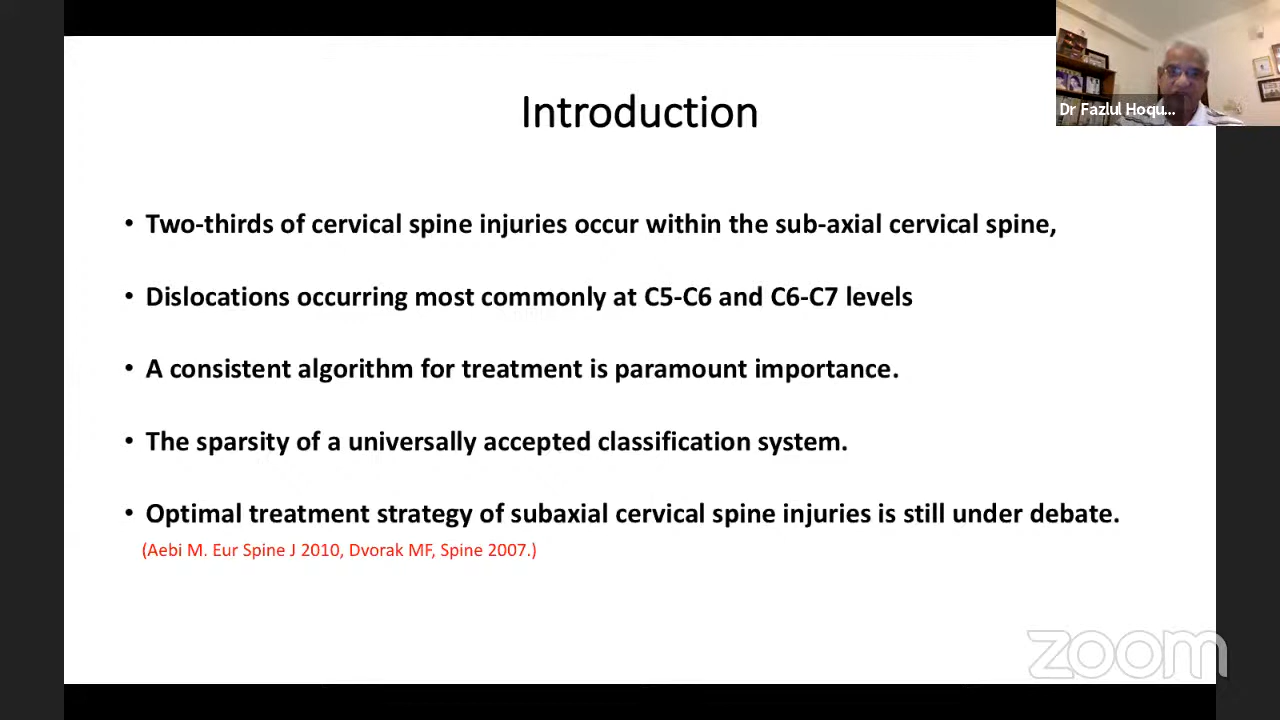 Introduction
Dr Fazlul Hoqu...
• Two-thirds of cervical spine injuries occur within the sub-axial cervical spine,
• Dislocations occurring most commonly at C5-C6 and C6-C7 levels
• A consistent algorithm for treatment is paramount importance.
• The sparsity of a universally accepted classification system.
• Optimal treatment strategy of subaxial cervical spine injuries is still under debate.
(Aebi M. Eur Spine J 2010, Dvorak MF, Spine 2007.)
zoom